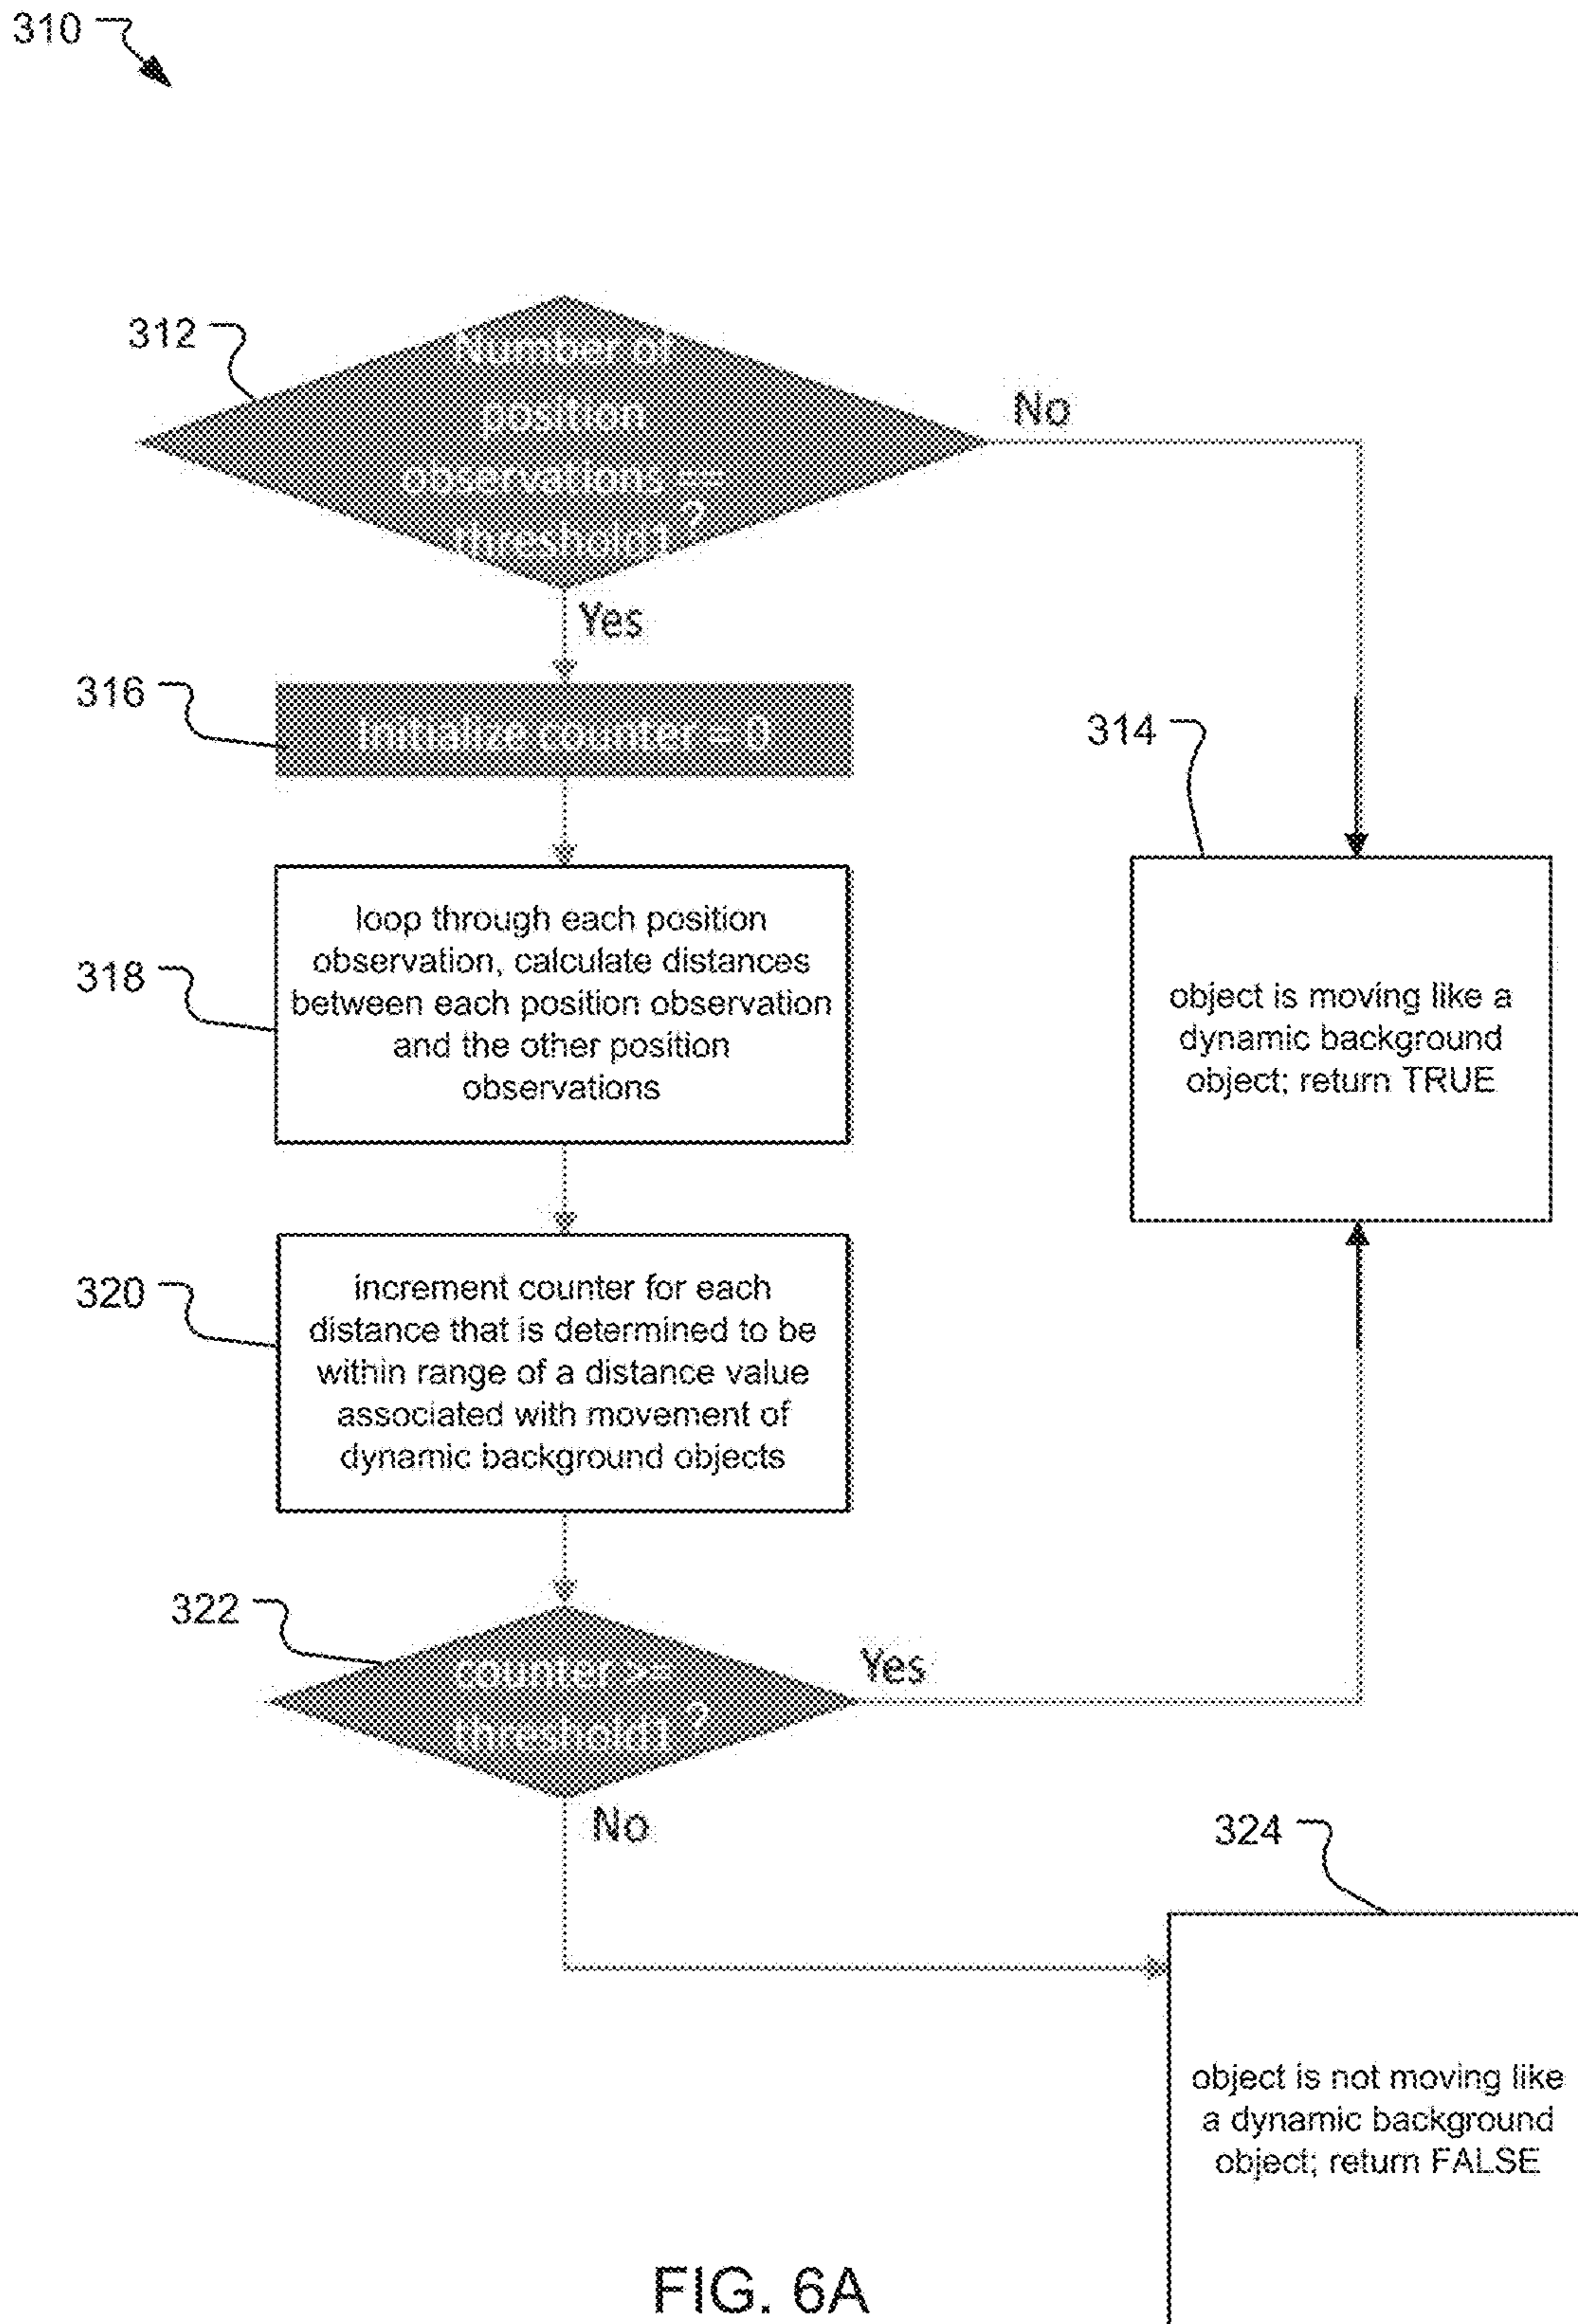 310
312
Number of
position
observations ==
threshold1 ?
No
Yes
316
Initialize counter = 0
314
318
loop through each position
observation, calculate distances
between each position observation
and the other position
observations
object is moving like a
dynamic background
object; return TRUE
320
increment counter for each
distance that is determined to be
within range of a distance value
associated with movement of
dynamic background objects
322
counter >=
threshold1 ?
Yes
No
324
object is not moving like
a dynamic background
object; return FALSE
FIG. 6A